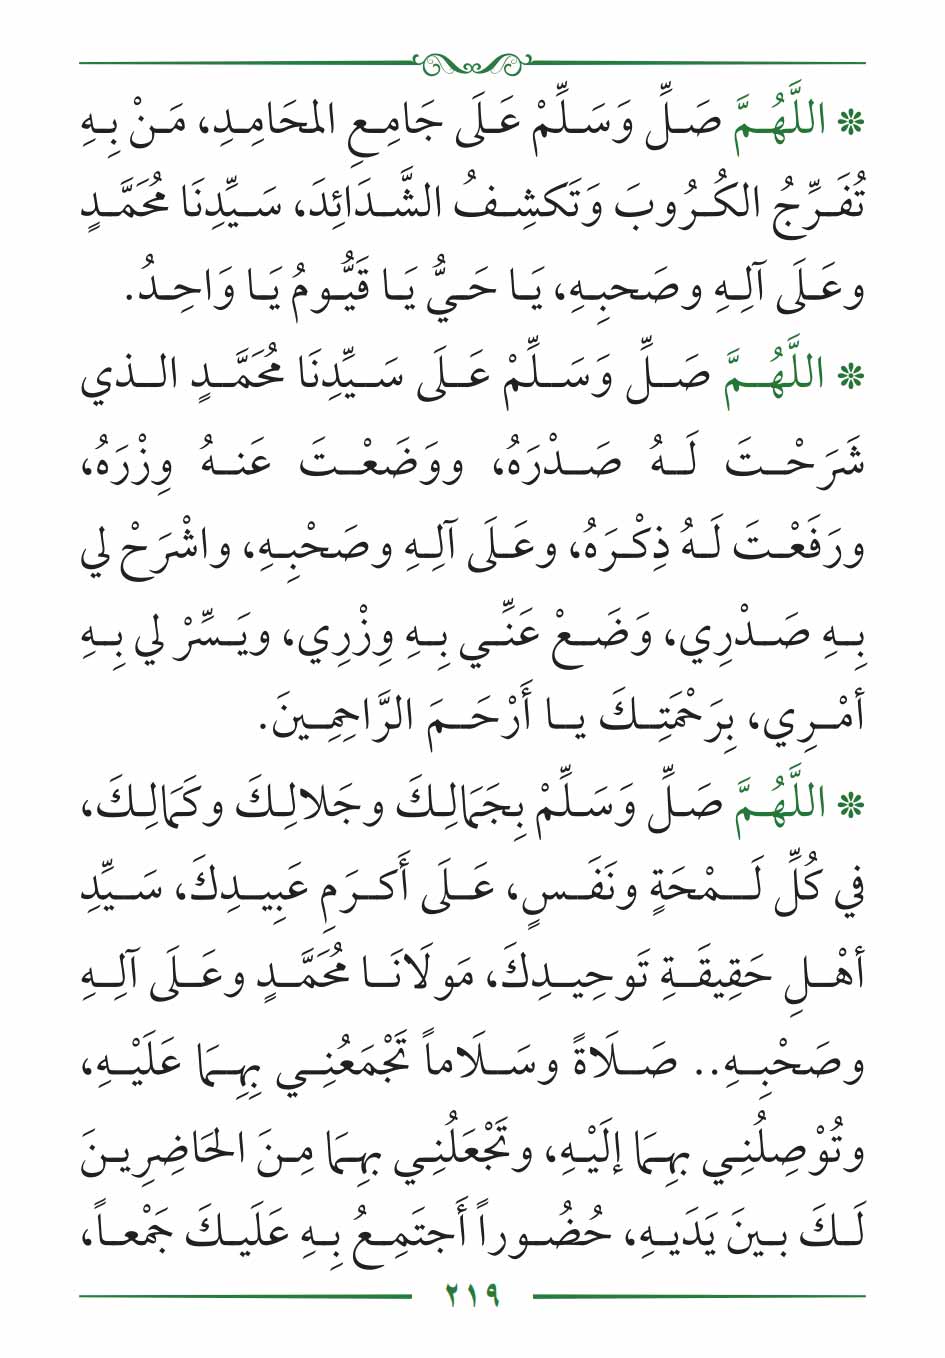 ❊ اللَّهُمَّ صَلِّ وَسَلِّمْ عَلَى جَامِعِ المحَامِدِ، مَنْ بِهِ
تُفَرِّجُ الكُرُوبَ وَتَكشِفُ الشَّدَائِدَ، سَيِّدِنَا مُحَمَّدٍ
وعَلَى آلِهِ وصَحبِهِ، يَا حَيُّ يَا قَيُّومُ يَا وَاحِدُ.
❊ اللَّهُمَّ صَلِّ وَسَلِّمْ عَلَى سَيِّدِنَا مُحَمَّدٍ الذي
شَرَحْتَ لَهُ صَدْرَهُ، ووَضَعْتَ عَنهُ وِزْرَهُ،
ورَفَعْتَ لَهُ ذِكْرَهُ، وعَلَى آلِهِ وصَحْبِهِ، واشْرَحْ لي
بِهِ صَدْرِي، وَضَعْ عَنِّي بِهِ وِزْرِي، ويَسِّرْ لي بِهِ
أمْرِي، بِرَحْمَتِكَ يا أَرْحَمَ الرَّاحِمِينَ.
❊ اللَّهُمَّ صَلِّ وَسَلِّمْ بِجَمَالِكَ وجَلالِكَ وكَمَالِكَ،
في كُلِّ لَمْحَةٍ ونَفَسٍ، عَلَى أَكرَمِ عَبِيدِكَ، سَيِّدِ
أهْلِ حَقِيقَةِ تَوحِيدِكَ، مَولَانَا مُحَمَّدٍ وعَلَى آلِهِ
وصَحْبِهِ.. صَلَاةً وسَلَاماً تَجْمَعُنِي بِهِمَا عَلَيْهِ،
وتُوْصِلُنِي بهِمَا إلَيْهِ، وتَجْعَلُنِي بهِمَا مِنَ الحَاضِرِينَ
لَكَ بينَ يَدَيهِ، حُضُوراً أَجتَمِعُ بِهِ عَلَيكَ جَمْعاً،
٢١٩